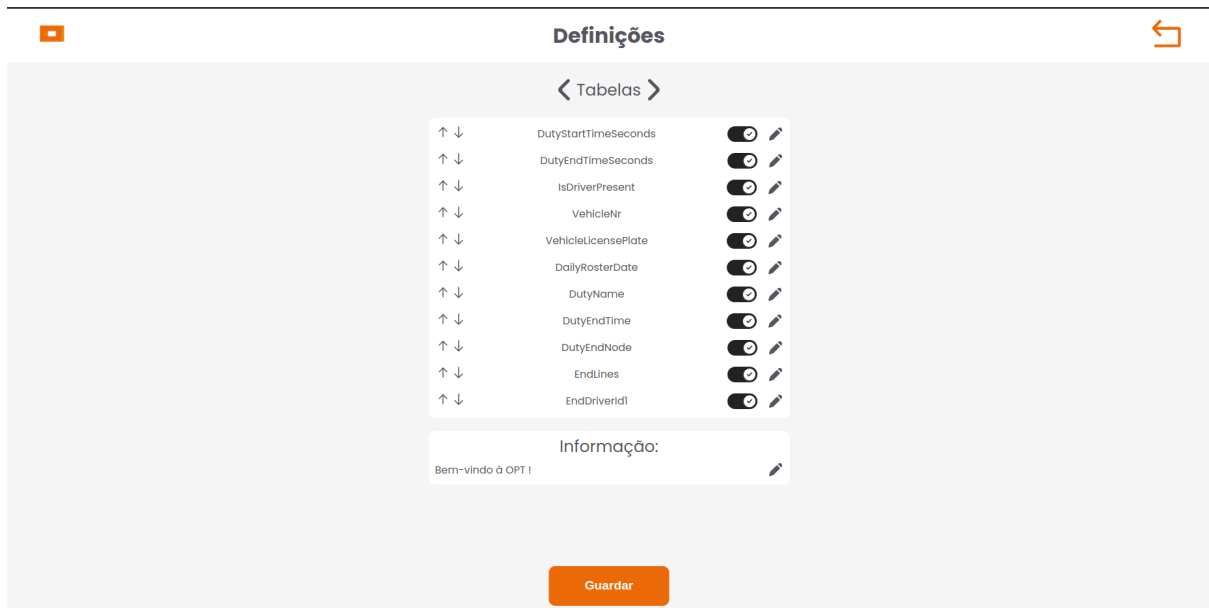 Definições
Tabelas
DutyStartTimeSeconds
DutyEndTimeSeconds
IsDriverPresent
VehicleNr
VehicleLicensePlate
DailyRosterDate
DutyName
DutyEndTime
DutyEndNode
EndLines
EndDriverId1
Informação:
Bem-vindo à OPT !
Guardar